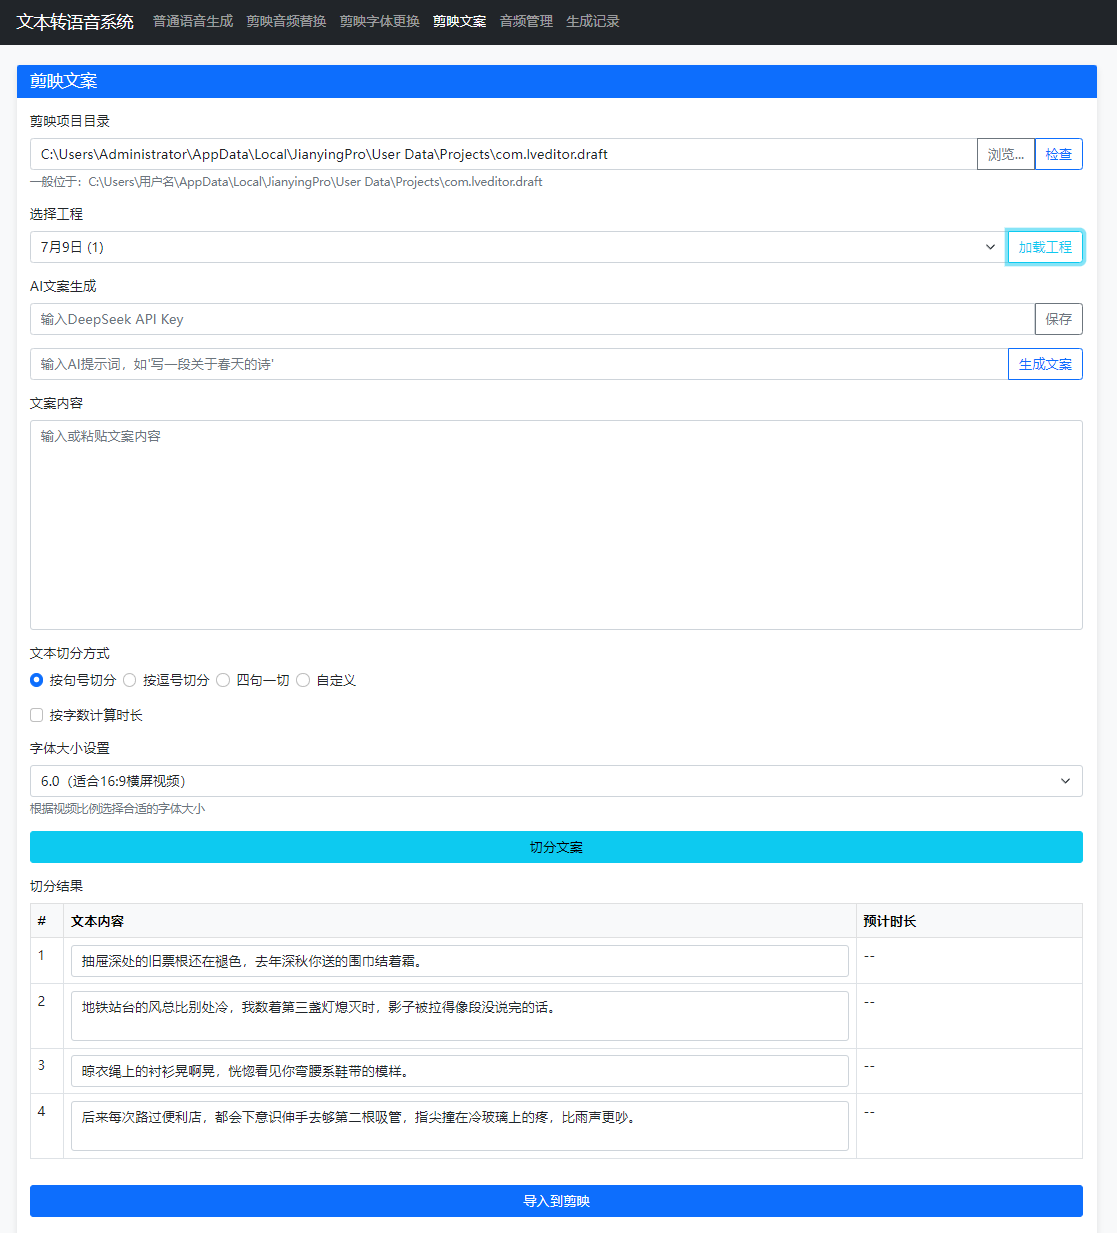 文本转语音系统 普通语音生成 剪映音频替换 剪映字体更换 剪映文案 音频管理 生成记录
剪映文案
剪映项目目录
C:\Users\Administrator\AppData\Local\JianyingPro\User Data\Projects\com.lveditor.draft 浏览... 检查
一般位于：C:\Users\用户名\AppData\Local\JianyingPro\User Data\Projects\com.lveditor.draft
选择工程
7月9日 (1) 加载工程
AI文案生成
输入DeepSeek API Key 保存
输入AI提示词，如'写一段关于春天的诗' 生成文案
文案内容
输入或粘贴文案内容
文本切分方式
按句号切分 按逗号切分 四句一切 自定义
按字数计算时长
字体大小设置
6.0（适合16:9横屏视频）
根据视频比例选择合适的字体大小
切分文案
切分结果
# 文本内容 预计时长
1 抽屉深处的旧票根还在褪色，去年深秋你送的围巾结着霜。 --
2 地铁站台的风总比别处冷，我数着第三盏灯熄灭时，影子被拉得像段没说完的话。 --
3 晾衣绳上的衬衫晃啊晃，恍惚看见你弯腰系鞋带的模样。 --
4 后来每次路过便利店，都会下意识伸手去够第二根吸管，指尖撞在冷玻璃上的疼，比雨声更吵。 --
导入到剪映